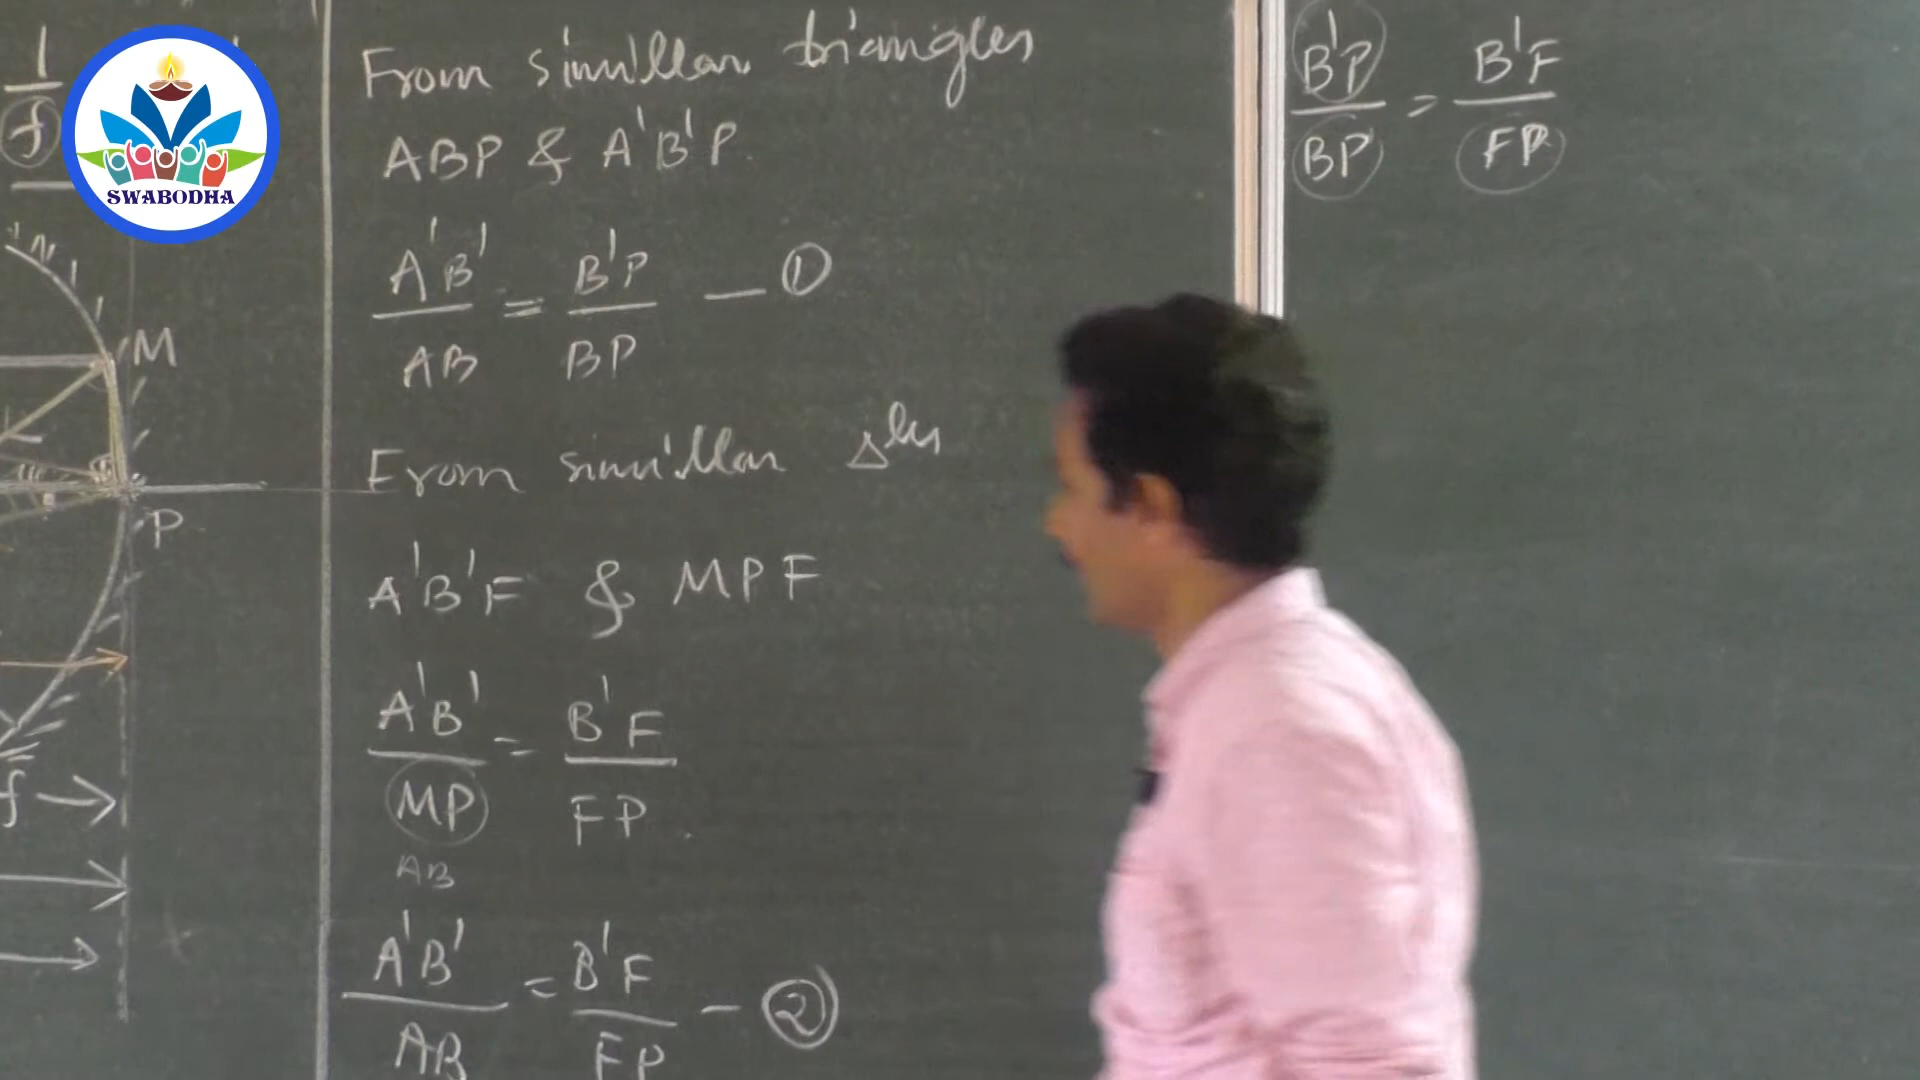 1
f
SWABODHA
M
P
f
From simillar triangles
ABP & A'B'P
A'B' / AB = B'P / BP — ①
From simillar Δles
A'B'F & MPF
A'B' / MP = B'F / FP
AB
A'B' / AB = B'F / FP — ②
B'P / BP = B'F / FP